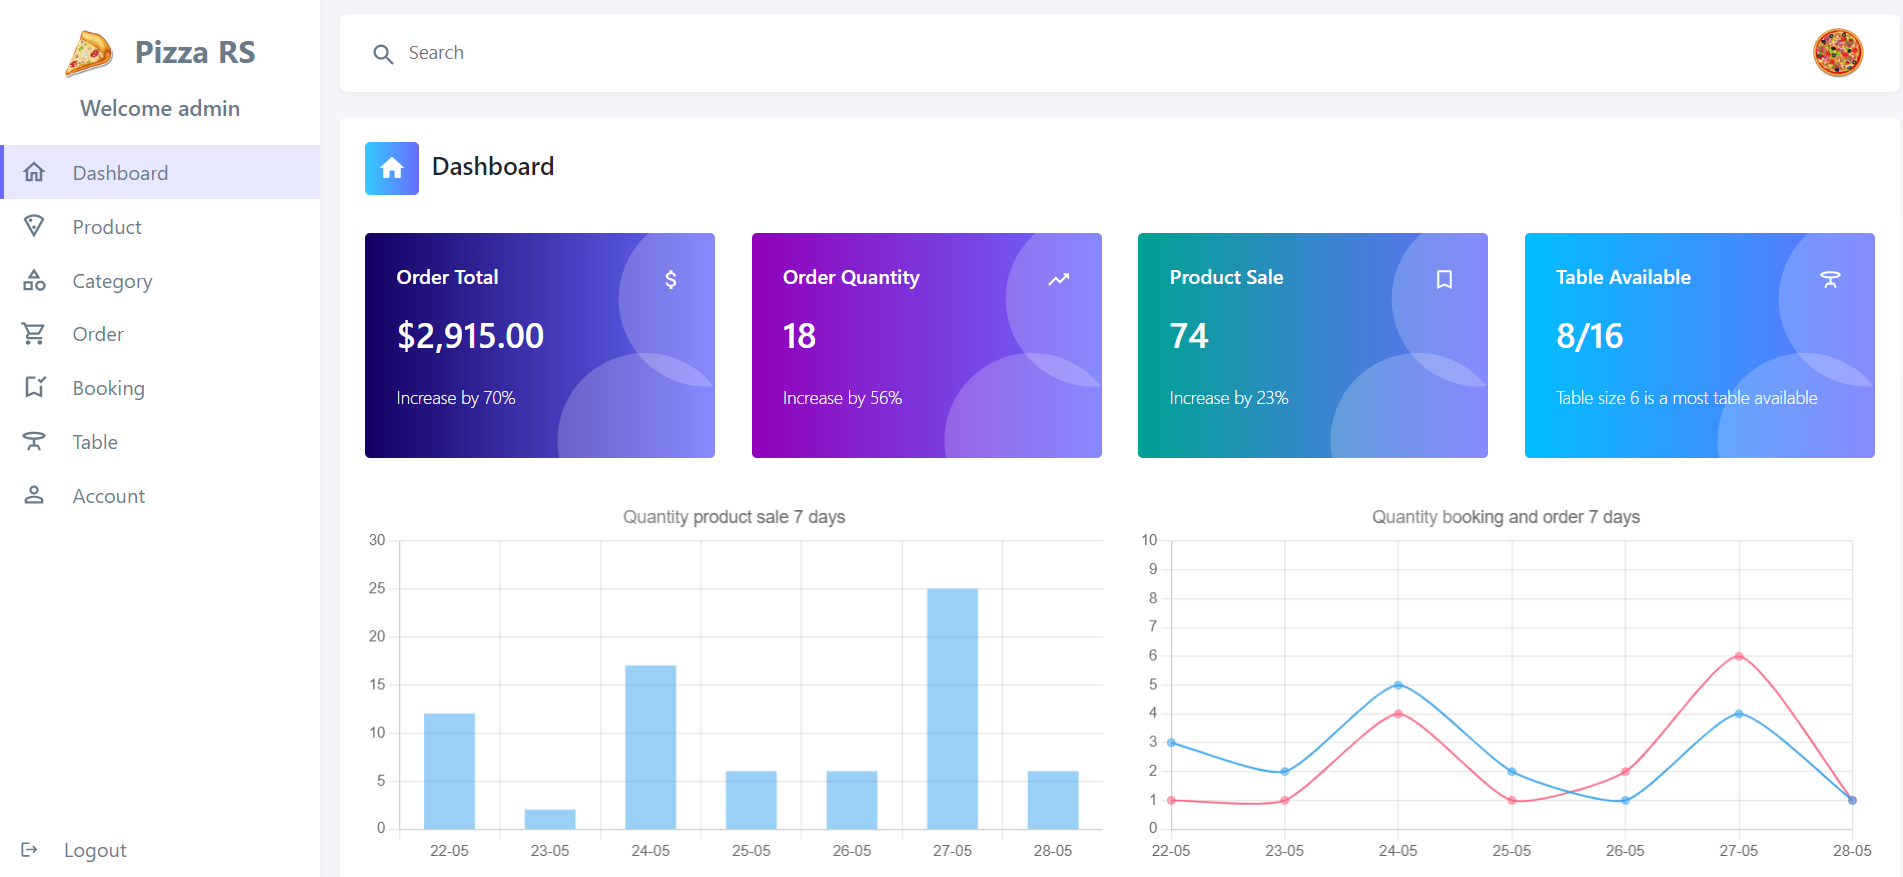 Pizza RS
Welcome admin
Dashboard
Product
Category
Order
Booking
Table
Account
Logout
Search
Dashboard
Order Total
$
$2,915.00
Increase by 70%
Order Quantity
18
Increase by 56%
Product Sale
74
Increase by 23%
Table Available
8/16
Table size 6 is a most table available
Quantity product sale 7 days
30
25
20
15
10
5
0
22-05 23-05 24-05 25-05 26-05 27-05 28-05
Quantity booking and order 7 days
10
9
8
7
6
5
4
3
2
1
0
22-05 23-05 24-05 25-05 26-05 27-05 28-05